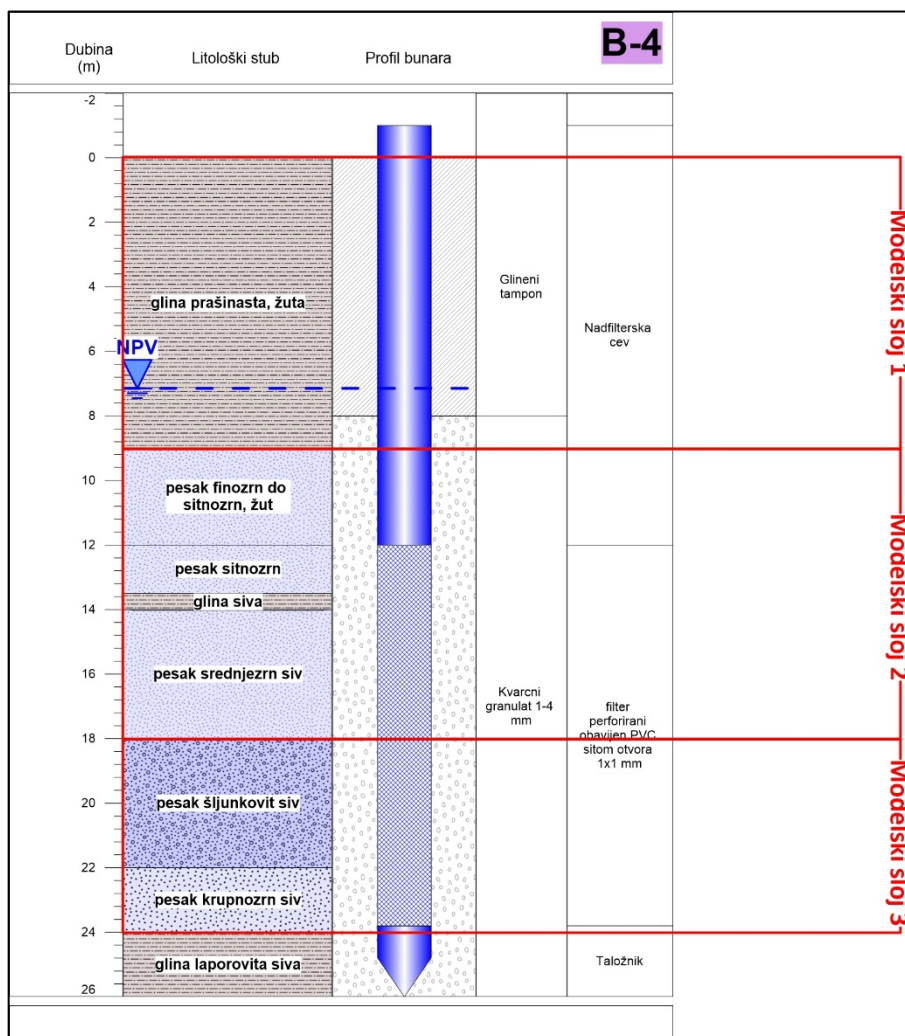 B-4
Dubina
(m)
Litološki stub
Profil bunara
-2
0
2
4
6
8
10
12
14
16
18
20
22
24
26
glina prašinasta, žuta
NPV
pesak finozrn do
sitnozrn, žut
pesak sitnozrn
glina siva
pesak srednjezrn siv
pesak šljunkovit siv
pesak krupnozrn siv
glina laporovita siva
Glineni
tampon
Kvarcni
granulat 1-4
mm
Nadfilterska
cev
filter
perforirani
obavijen PVC
sitom otvora
1x1 mm
Taložnik
Modelski sloj 1
Modelski sloj 2
Modelski sloj 3